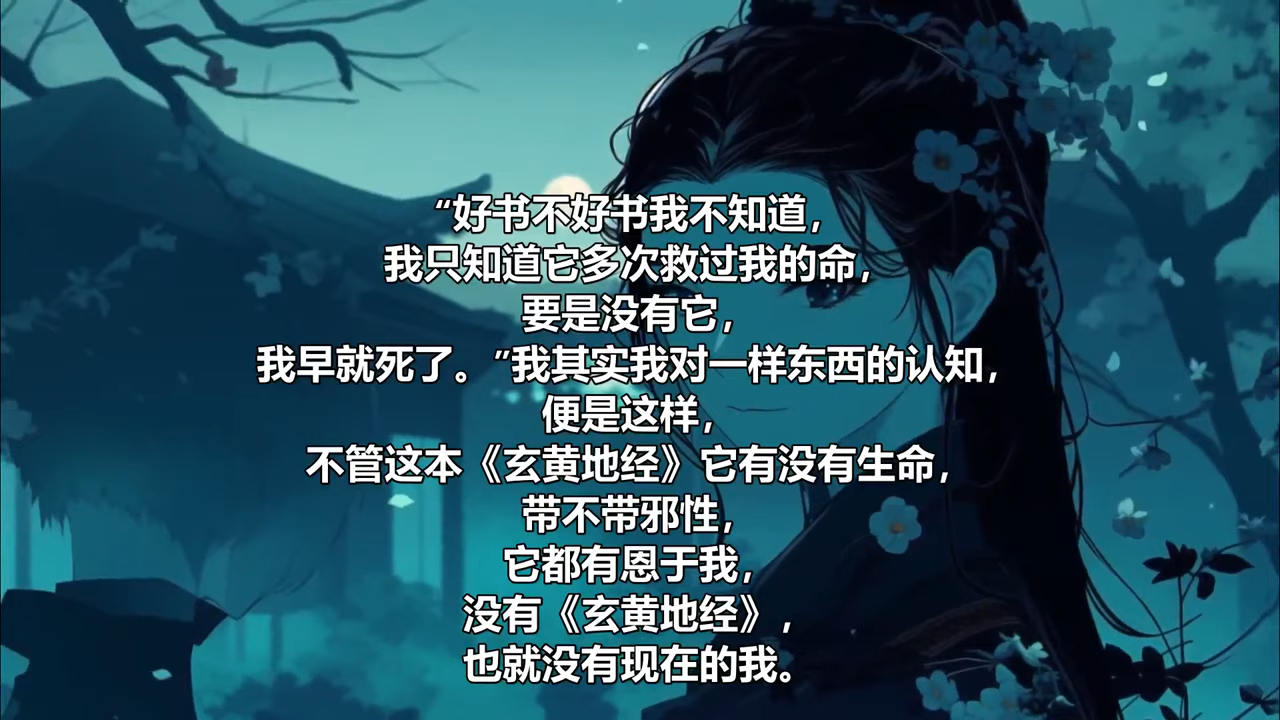 “好书不好书我不知道，
我只知道它多次救过我的命，
要是没有它，
我早就死了。”我其实我对一样东西的认知，
便是这样，
不管这本《玄黄地经》它有没有生命，
带不带邪性，
它都有恩于我，
没有《玄黄地经》，
也就没有现在的我。